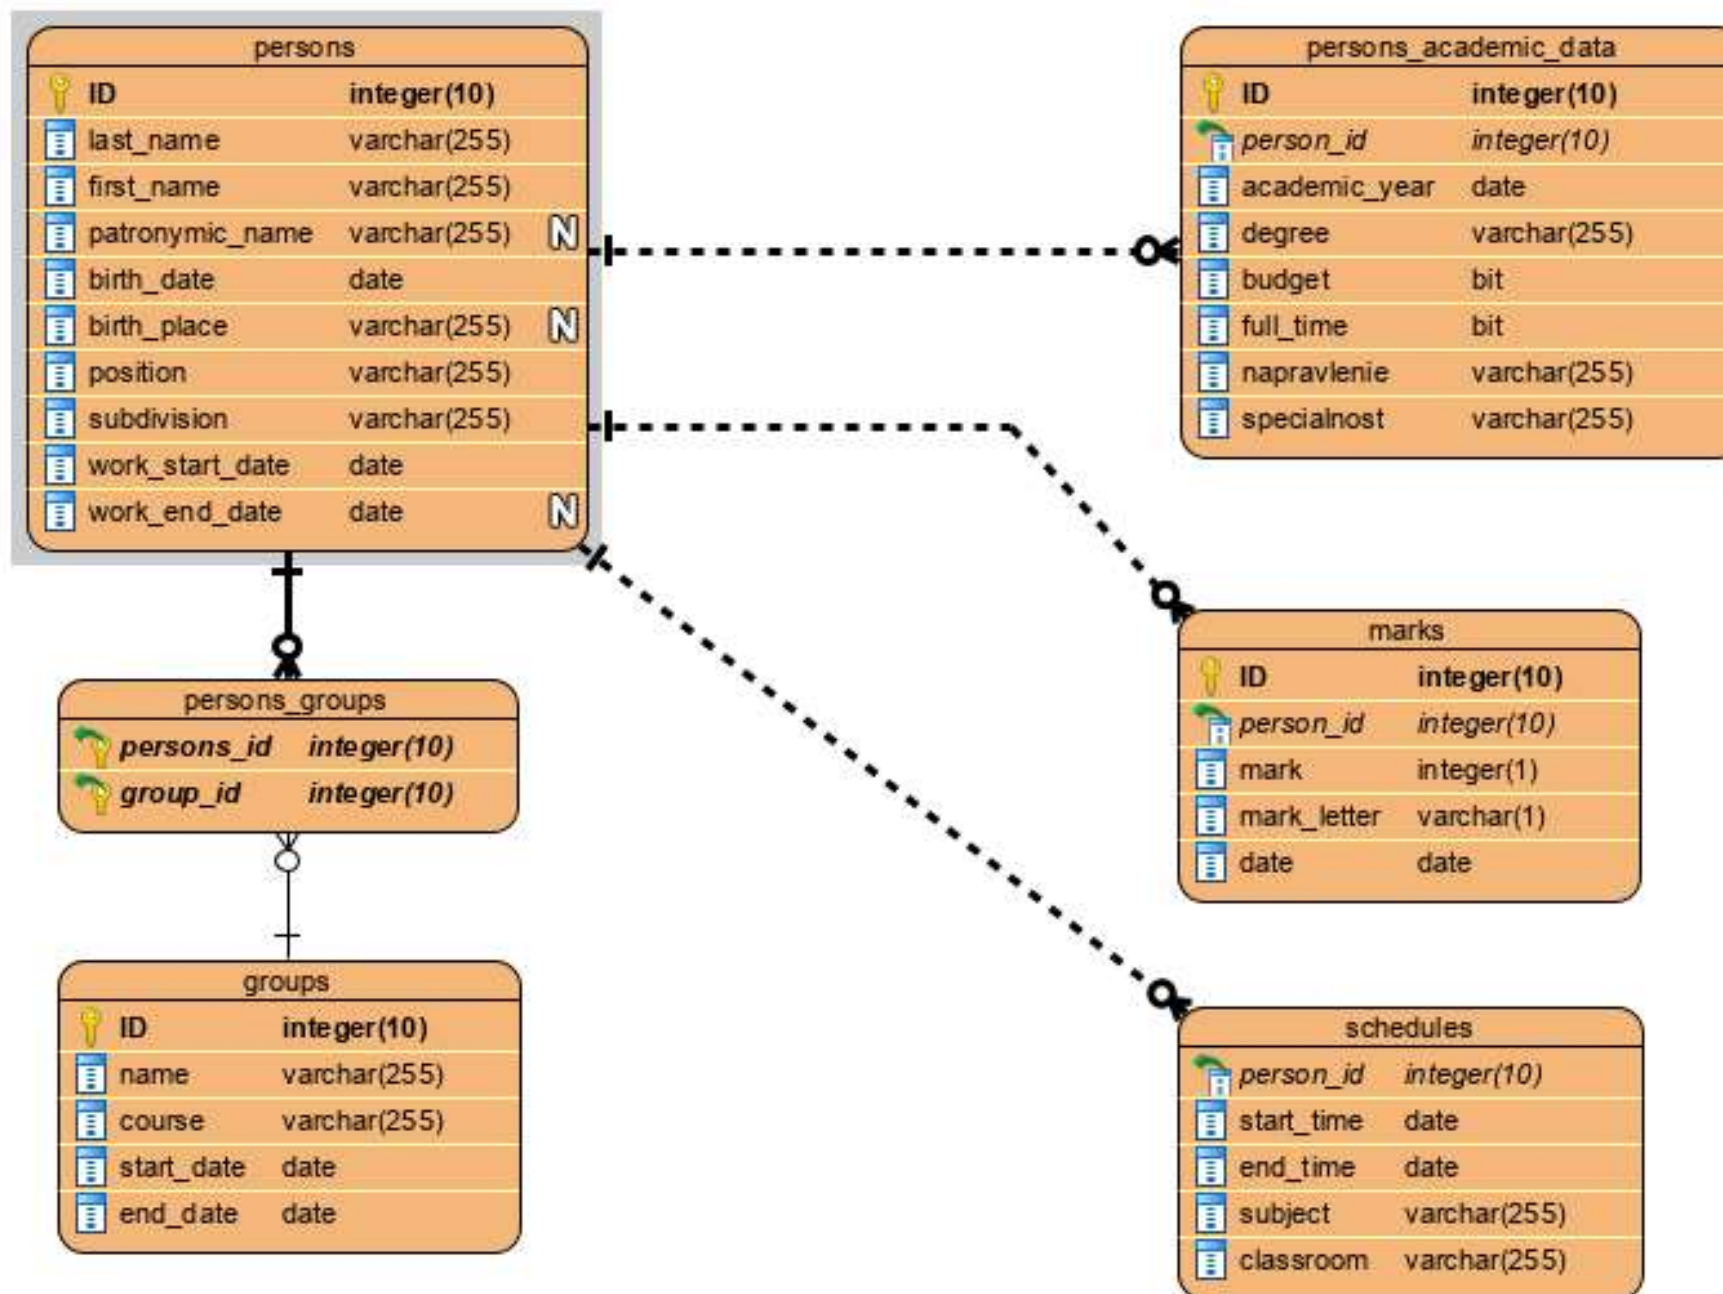 persons
ID integer(10)
last_name varchar(255)
first_name varchar(255)
patronymic_name varchar(255) N
birth_date date
birth_place varchar(255) N
position varchar(255)
subdivision varchar(255)
work_start_date date
work_end_date date N
persons_academic_data
ID integer(10)
person_id integer(10)
academic_year date
degree varchar(255)
budget bit
full_time bit
napravlenie varchar(255)
specialnost varchar(255)
marks
ID integer(10)
person_id integer(10)
mark integer(1)
mark_letter varchar(1)
date date
persons_groups
persons_id integer(10)
group_id integer(10)
groups
ID integer(10)
name varchar(255)
course varchar(255)
start_date date
end_date date
schedules
person_id integer(10)
start_time date
end_time date
subject varchar(255)
classroom varchar(255)